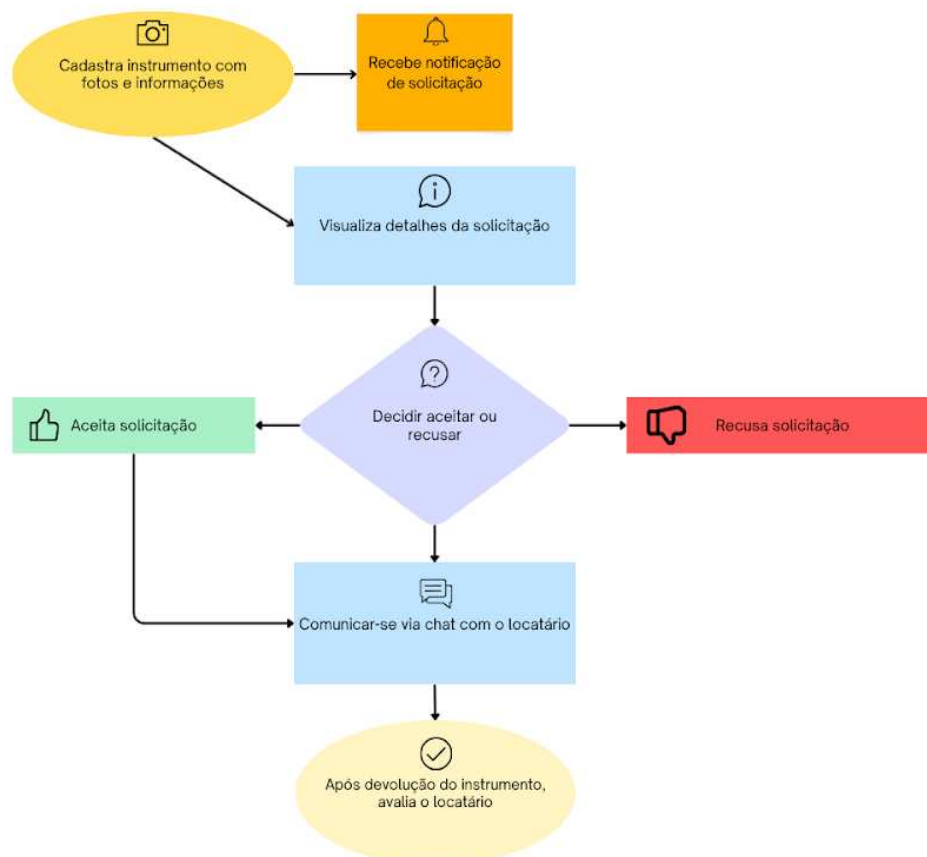 Cadastra instrumento com
fotos e informações
Recebe notificação
de solicitação
Visualiza detalhes da solicitação
Decidir aceitar ou
recusar
Aceita solicitação
Recusa solicitação
Comunicar-se via chat com o locatário
Após devolução do instrumento,
avalia o locatário